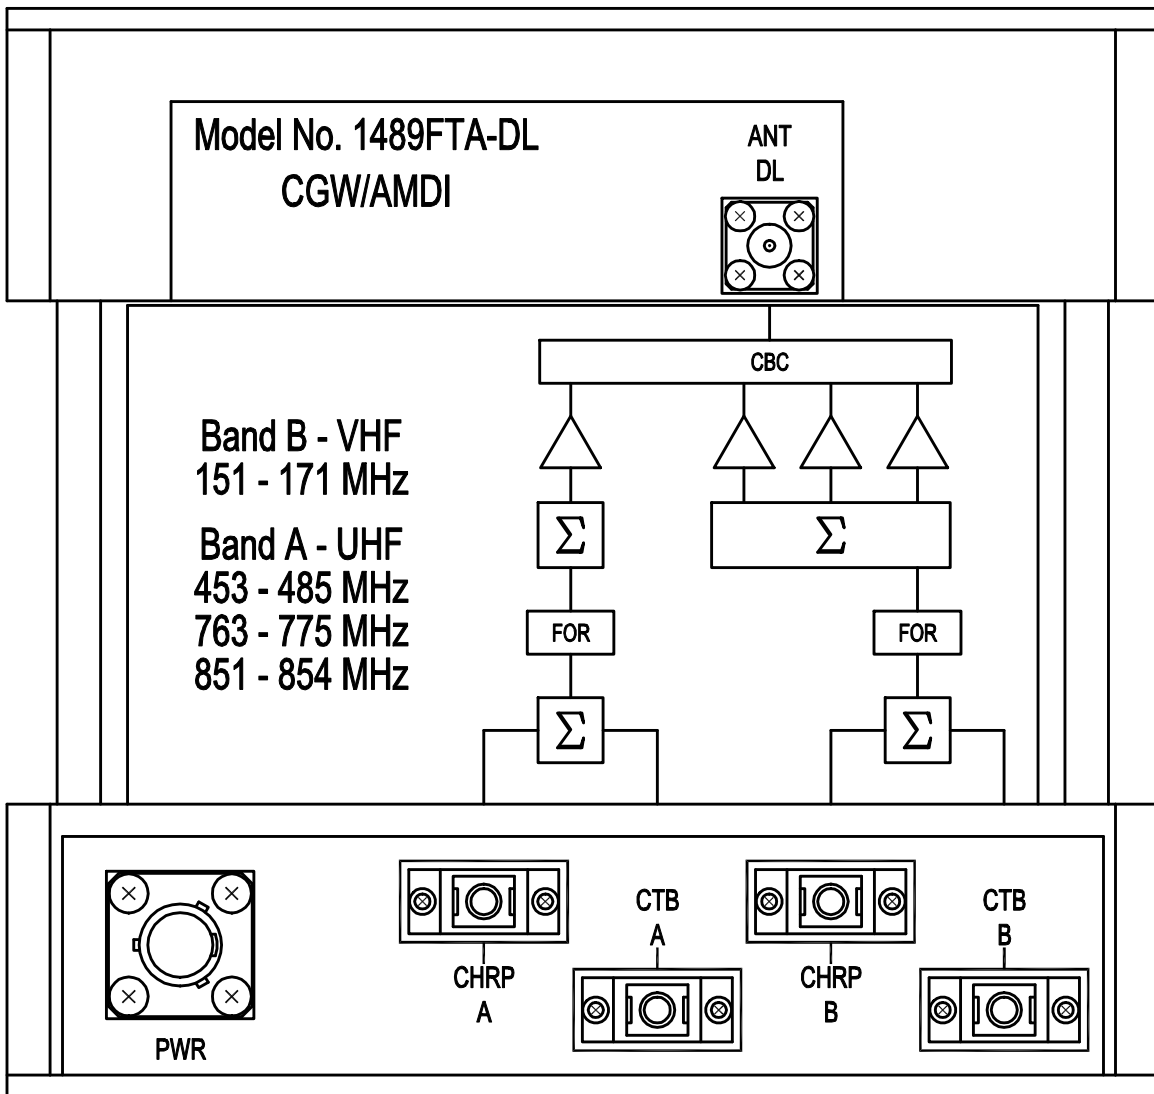 Model No. 1489FTA-DL
CGW/AMDI
ANT
DL
CBC
Band B - VHF
151 - 171 MHz
Band A - UHF
453 - 485 MHz
763 - 775 MHz
851 - 854 MHz
Σ
Σ
FOR
FOR
Σ
Σ
PWR
CHRP
A
CTB
A
CHRP
B
CTB
B